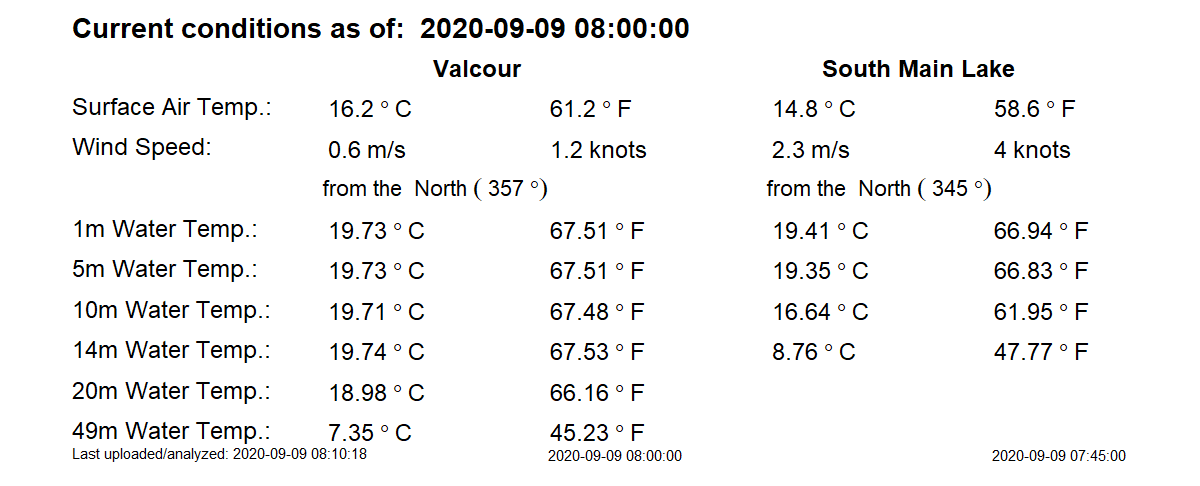 Current conditions as of: 2020-09-09 08:00:00
Valcour South Main Lake
Surface Air Temp.: 16.2 ° C 61.2 ° F 14.8 ° C 58.6 ° F
Wind Speed: 0.6 m/s 1.2 knots 2.3 m/s 4 knots
from the North ( 357 °) from the North ( 345 °)
1m Water Temp.: 19.73 ° C 67.51 ° F 19.41 ° C 66.94 ° F
5m Water Temp.: 19.73 ° C 67.51 ° F 19.35 ° C 66.83 ° F
10m Water Temp.: 19.71 ° C 67.48 ° F 16.64 ° C 61.95 ° F
14m Water Temp.: 19.74 ° C 67.53 ° F 8.76 ° C 47.77 ° F
20m Water Temp.: 18.98 ° C 66.16 ° F
49m Water Temp.: 7.35 ° C 45.23 ° F
Last uploaded/analyzed: 2020-09-09 08:10:18 2020-09-09 08:00:00 2020-09-09 07:45:00